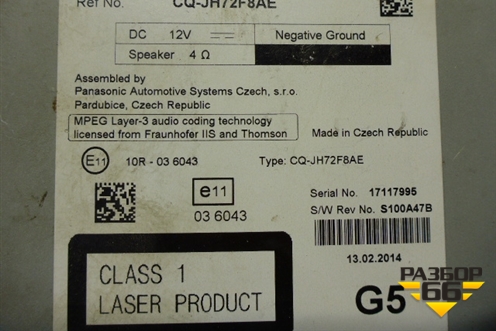 Ref No. CQ-JH72F8AE
DC 12V Negative Ground
Speaker 4 Ω
Assembled by
Panasonic Automotive Systems Czech, s.r.o.
Pardubice, Czech Republic
MPEG Layer-3 audio coding technology
licensed from Fraunhofer IIS and Thomson
Made in Czech Republic
E11 10R - 03 6043 Type: CQ-JH72F8AE
e11
03 6043
Serial No. 17117995
S/W Rev No. S100A47B
13.02.2014
CLASS 1
LASER PRODUCT
G5
РАЗБОР
66